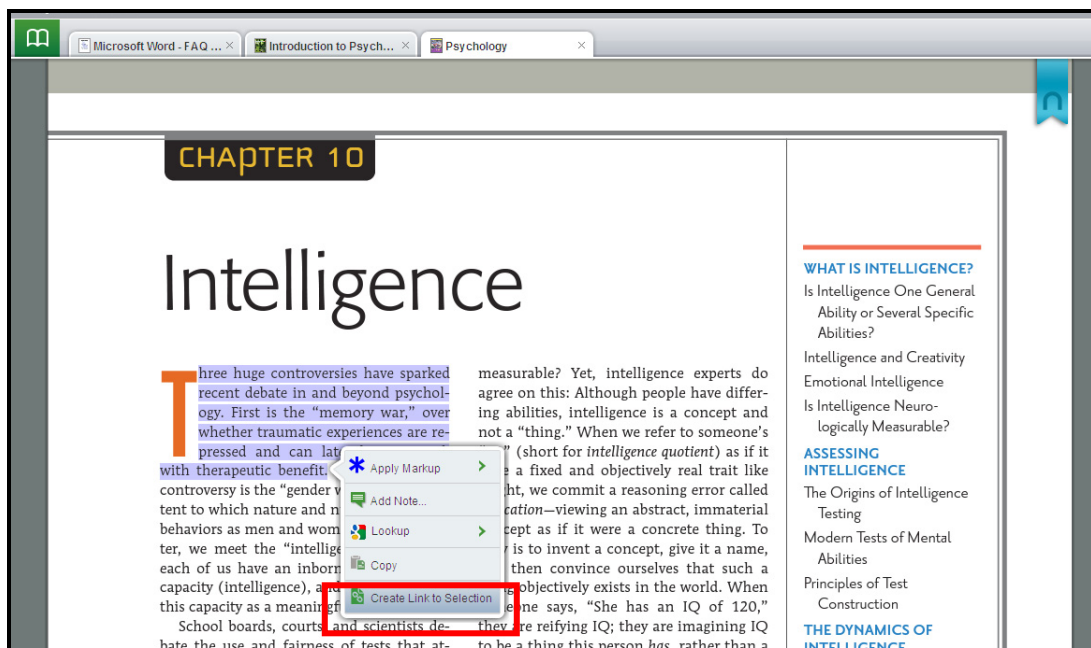 Microsoft Word - FAQ ...
Introduction to Psych...
Psychology
CHAPTER 10
Intelligence
Three huge controversies have sparked
recent debate in and beyond psychol-
ogy. First is the “memory war,” over
whether traumatic experiences are re-
pressed and can
with therapeutic benefit.
controversy is the “gender
tent to which nature and
behaviors as men and
ter, we meet the
each of us have an
capacity (intelligence),
this capacity as a
School boards, courts, and scientists de-
bate the use and fairness of tests that at-
Apply Markup
Add Note...
Lookup
Copy
Create Link to Selection
measurable? Yet, intelligence experts do
agree on this: Although people have differ-
ing abilities, intelligence is a concept and
not a “thing.” When we refer to someone’s
(short for intelligence quotient) as if it
a fixed and objectively real trait like
we commit a reasoning error called
viewing an abstract, immaterial
as if it were a concrete thing. To
is to invent a concept, give it a name,
then convince ourselves that such a
objectively exists in the world. When
says, “She has an IQ of 120,”
they are reifying IQ; they are imagining IQ
to be a thing this person has, rather than a
WHAT IS INTELLIGENCE?
Is Intelligence One General
Ability or Several Specific
Abilities?
Intelligence and Creativity
Emotional Intelligence
Is Intelligence Neuro-
logically Measurable?
ASSESSING
INTELLIGENCE
The Origins of Intelligence
Testing
Modern Tests of Mental
Abilities
Principles of Test
Construction
THE DYNAMICS OF
INTELLIGENCE